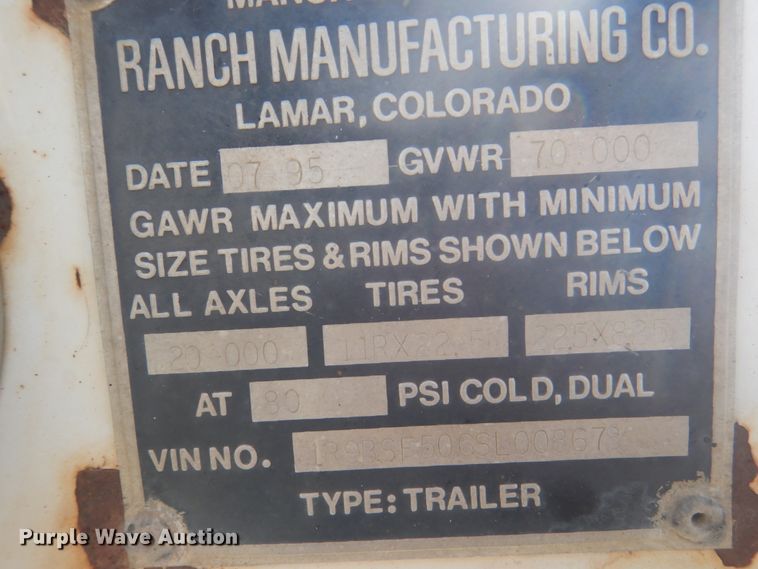 RANCH MANUFACTURING CO.
LAMAR, COLORADO
DATE 07 95 GVWR 70 000
GAWR MAXIMUM WITH MINIMUM
SIZE TIRES & RIMS SHOWN BELOW
ALL AXLES TIRES RIMS
20 000
AT 80 PSI COLD, DUAL
VIN NO.
TYPE: TRAILER
Purple Wave Auction